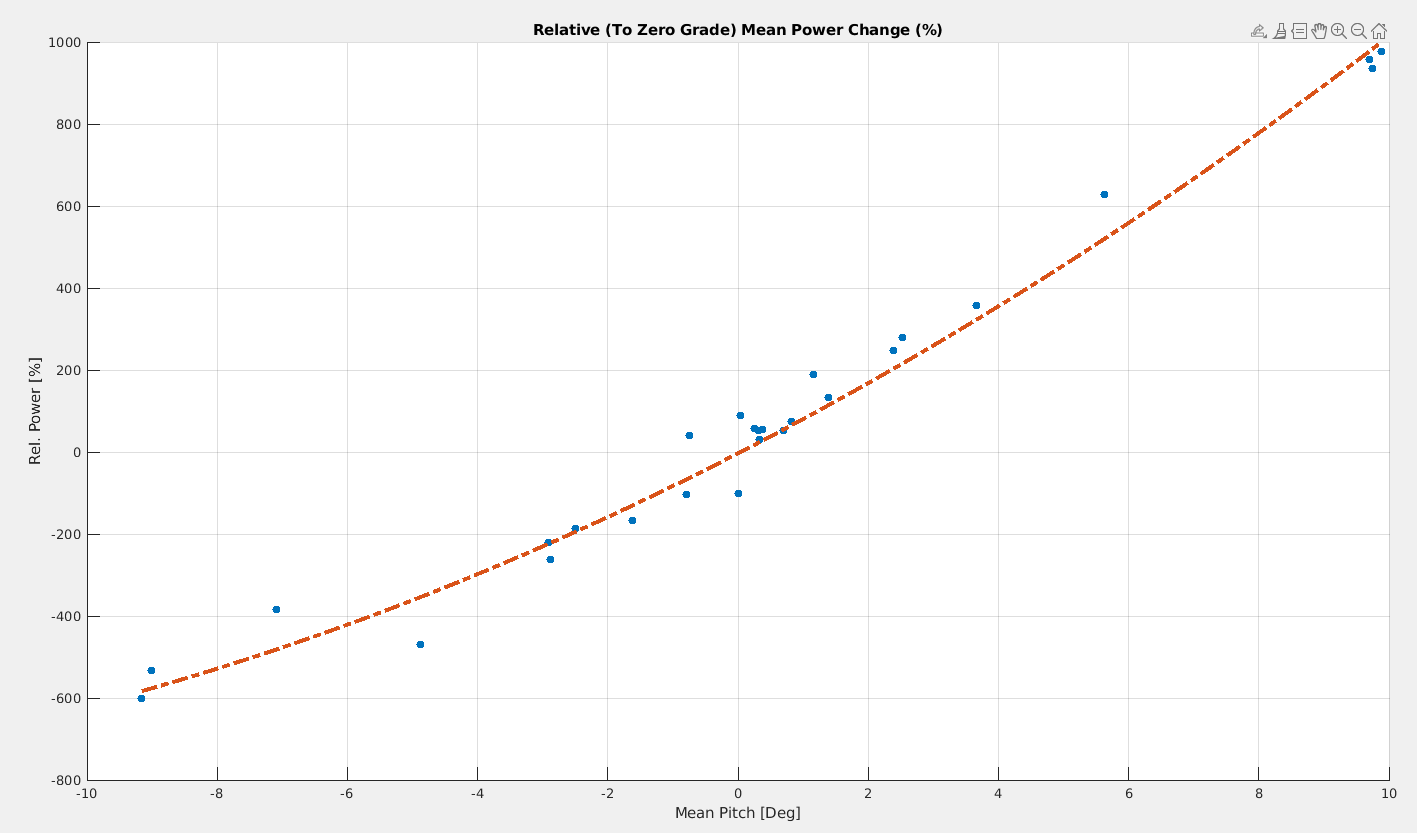 Relative (To Zero Grade) Mean Power Change (%)
1000
800
600
400
200
0
-200
-400
-600
-800
Rel. Power [%]
-10 -8 -6 -4 -2 0 2 4 6 8 10
Mean Pitch [Deg]